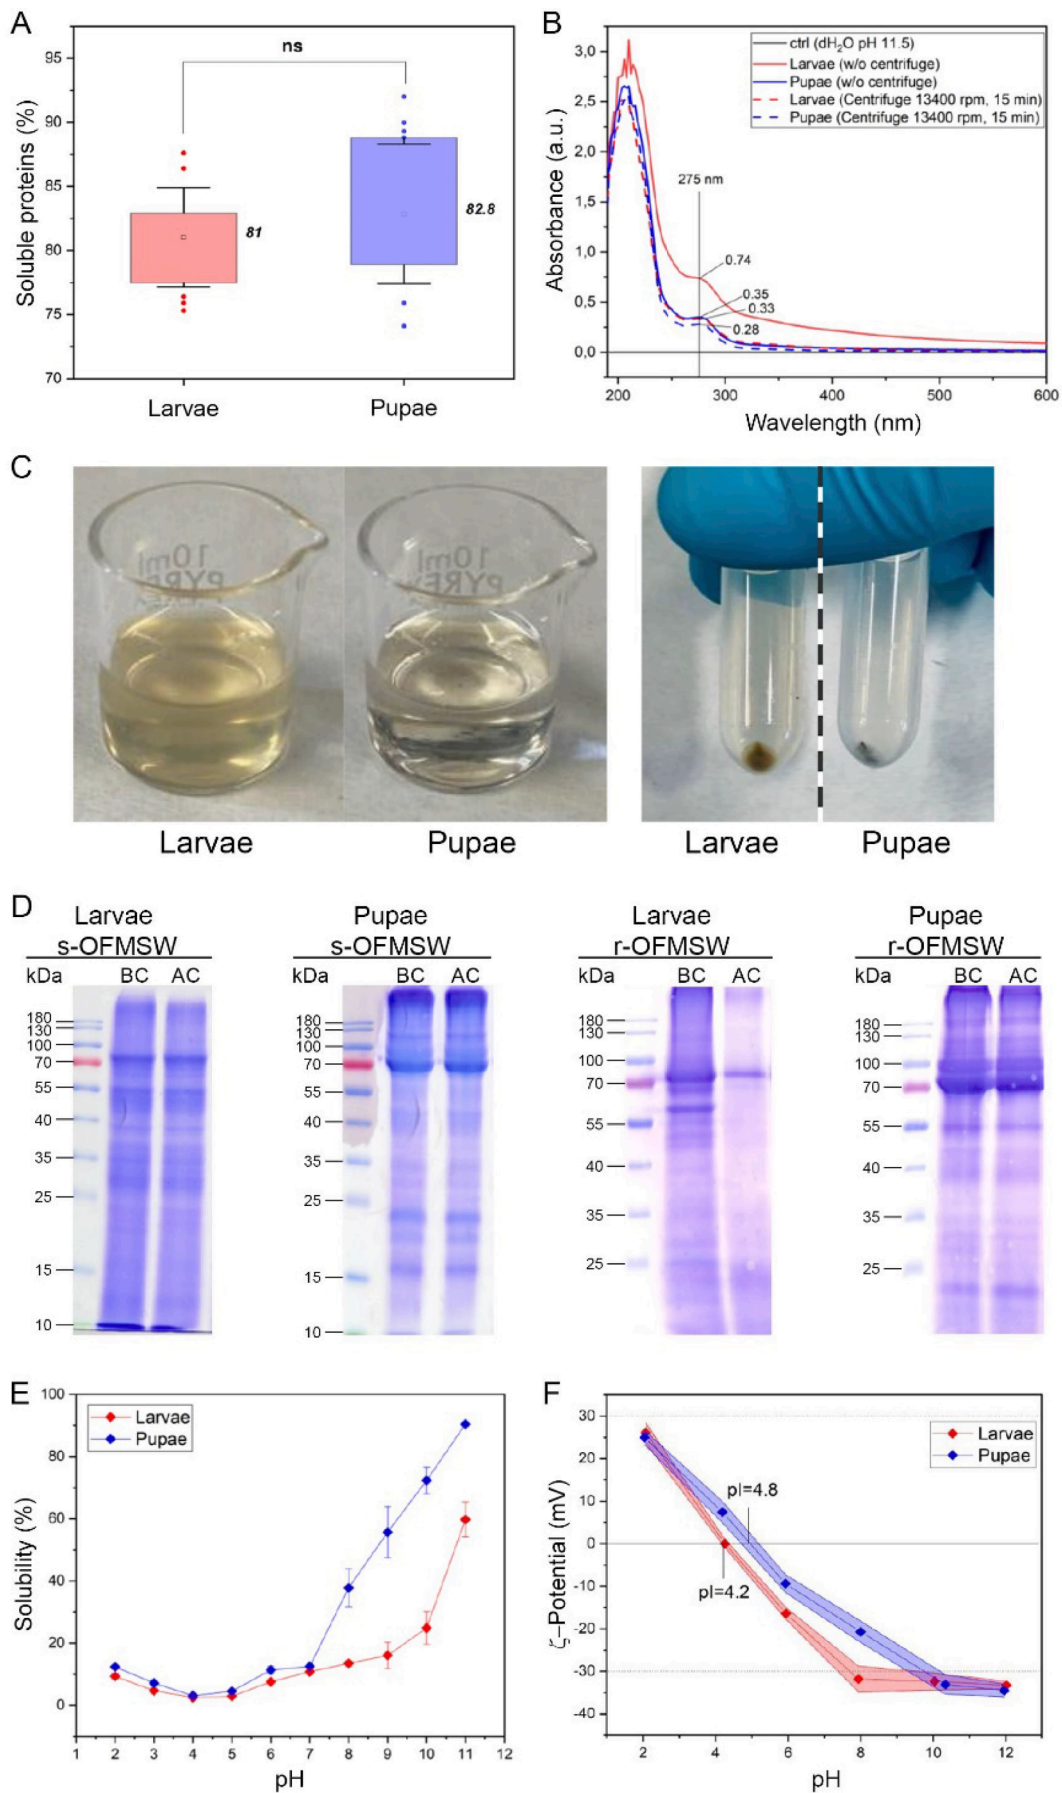 A
Soluble proteins (%)
95
90
85
80
75
70
ns
81
82.8
Larvae
Pupae
B
Absorbance (a.u.)
3,0
2,5
2,0
1,5
1,0
0,5
0,0
ctrl (dH₂O pH 11.5)
Larvae (w/o centrifuge)
Pupae (w/o centrifuge)
Larvae (Centrifuge 13400 rpm, 15 min)
Pupae (Centrifuge 13400 rpm, 15 min)
275 nm
0.74
0.35
0.33
0.28
200 300 400 500 600
Wavelength (nm)
C
10ml
PYREX
10ml
PYREX
Larvae
Pupae
Larvae
Pupae
D
Larvae
s-OFMSW
kDa BC AC
180
130
100
70
55
40
35
25
15
10
Pupae
s-OFMSW
kDa BC AC
180
130
100
70
55
40
35
25
15
10
Larvae
r-OFMSW
kDa BC AC
180
130
100
70
55
40
35
25
Pupae
r-OFMSW
kDa BC AC
180
130
100
70
55
40
35
25
E
Solubility (%)
100
80
60
40
20
0
Larvae
Pupae
1 2 3 4 5 6 7 8 9 10 11 12
pH
F
ζ–Potential (mV)
30
20
10
0
-10
-20
-30
-40
Larvae
Pupae
pI=4.8
pI=4.2
2 4 6 8 10 12
pH